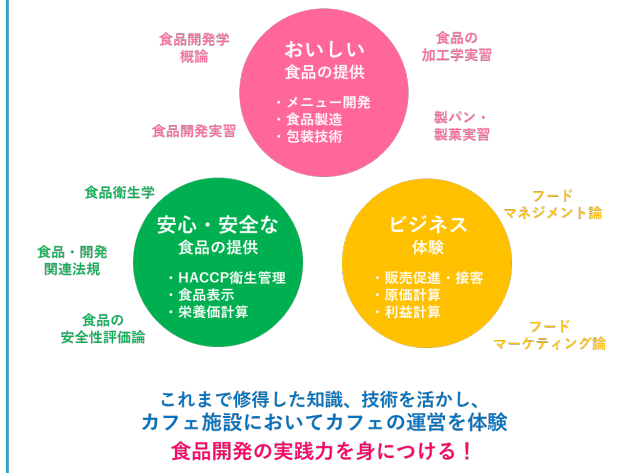 食品開発学
概論
おいしい
食品の提供
・メニュー開発
・食品製造
・包装技術
食品の
加工学実習
食品開発実習
製パン・
製菓実習
食品衛生学
食品・開発
関連法規
食品の
安全性評価論
安心・安全な
食品の提供
・HACCP衛生管理
・食品表示
・栄養価計算
ビジネス
体験
・販売促進・接客
・原価計算
・利益計算
フード
マネジメント論
フード
マーケティング論
これまで修得した知識、技術を活かし、
カフェ施設においてカフェの運営を体験
食品開発の実践力を身につける！